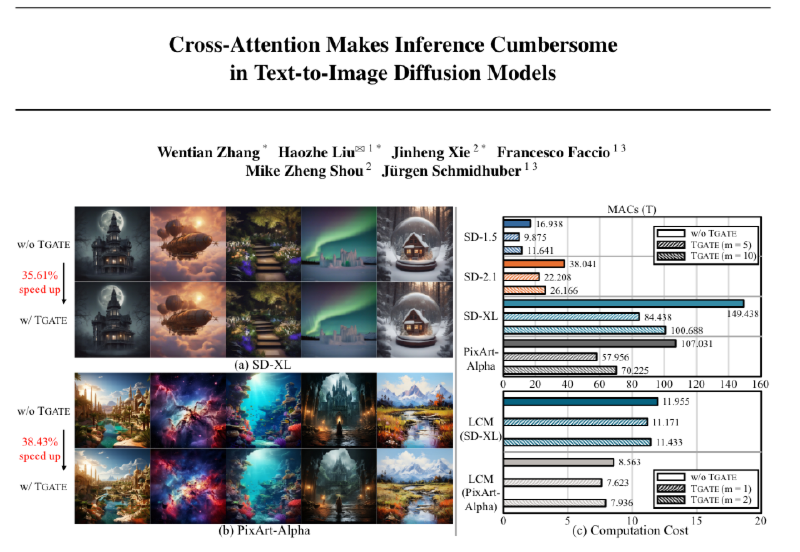 Cross-Attention Makes Inference Cumbersome
in Text-to-Image Diffusion Models
Wentian Zhang * Haozhe Liu✉ 1 * Jinheng Xie 2 * Francesco Faccio 1 3
Mike Zheng Shou 2 Jürgen Schmidhuber 1 3
w/o TGATE
35.61%
speed up
w/ TGATE
(a) SD-XL
w/o TGATE
38.43%
speed up
w/ TGATE
(b) PixArt-Alpha
MACs (T)
w/o TGATE
TGATE (m = 5)
TGATE (m = 10)
SD-1.5
16.938
9.875
11.641
SD-2.1
38.041
22.208
26.166
SD-XL
149.438
84.438
100.688
PixArt-
Alpha
107.031
57.956
70.225
0 20 40 60 80 100 120 140 160
LCM
(SD-XL)
11.955
11.171
11.433
LCM
(PixArt-
Alpha)
8.563
7.623
7.936
w/o TGATE
TGATE (m = 1)
TGATE (m = 2)
0 5 10 15 20
(c) Computation Cost